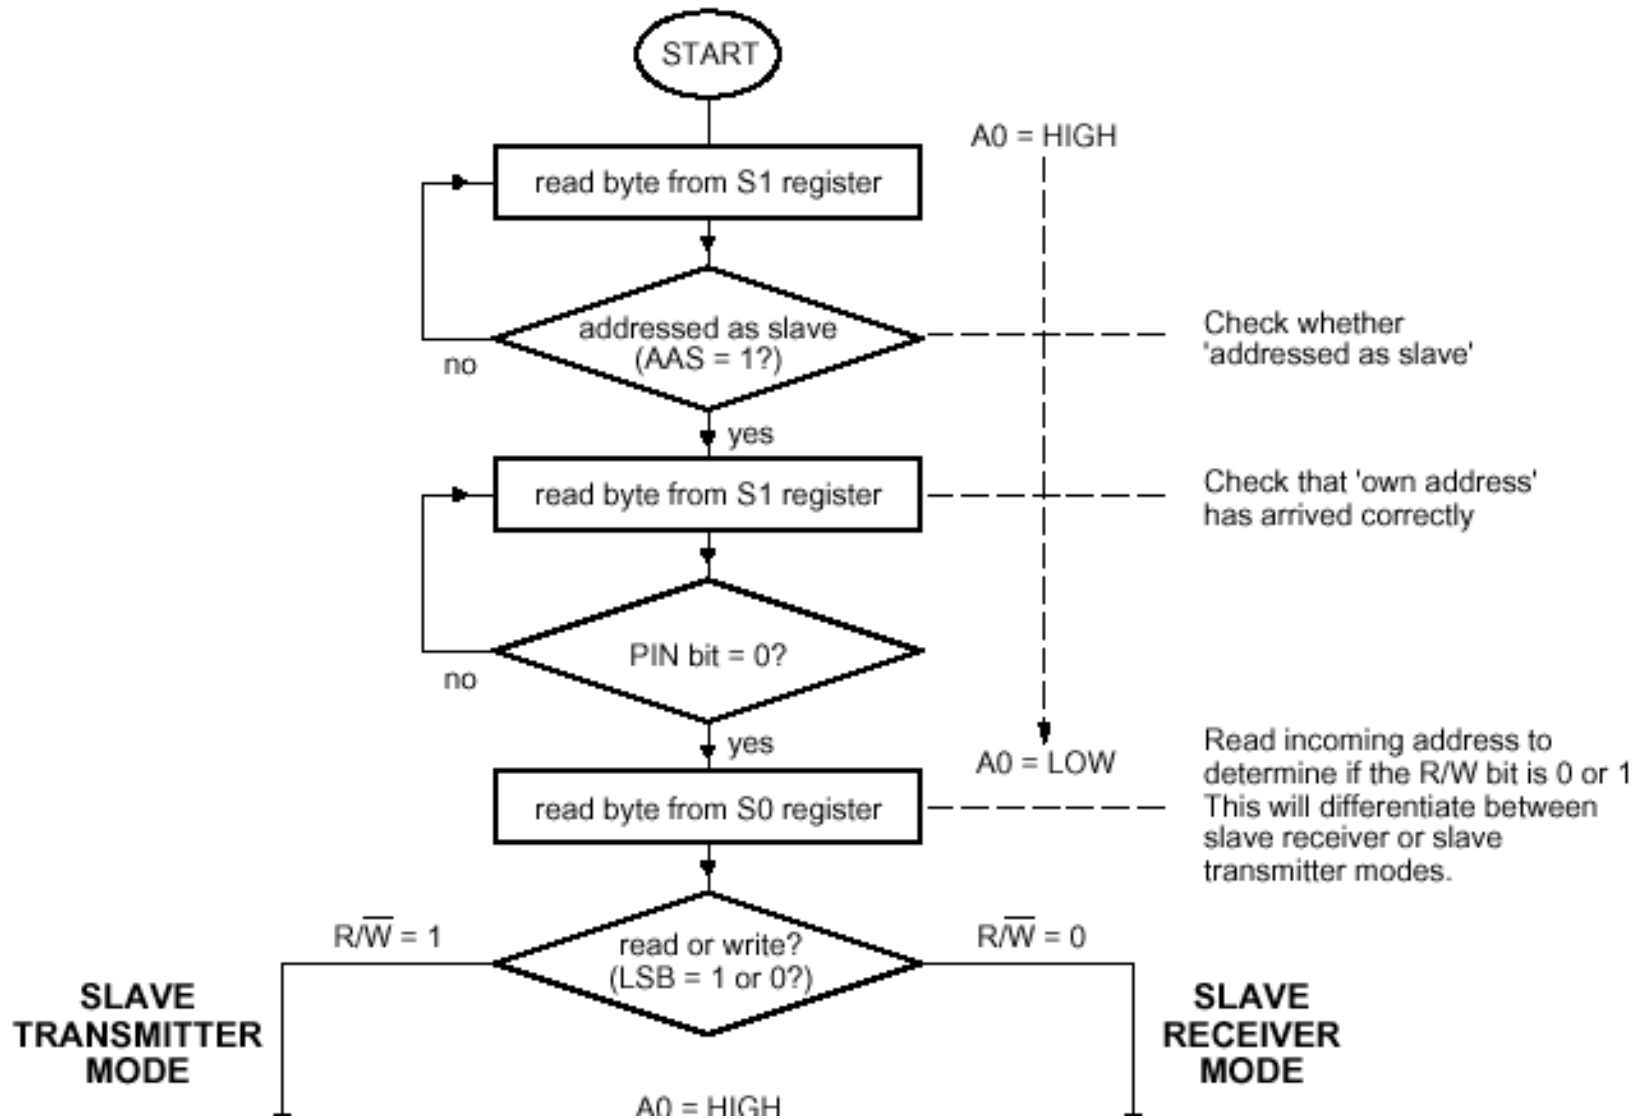 START
A0 = HIGH
read byte from S1 register
addressed as slave
(AAS = 1?)
Check whether
'addressed as slave'
no
yes
read byte from S1 register
Check that 'own address'
has arrived correctly
PIN bit = 0?
no
yes
A0 = LOW
read byte from S0 register
Read incoming address to
determine if the R/W bit is 0 or 1
This will differentiate between
slave receiver or slave
transmitter modes.
R/W̅ = 1
read or write?
(LSB = 1 or 0?)
R/W̅ = 0
SLAVE
TRANSMITTER
MODE
SLAVE
RECEIVER
MODE
A0 = HIGH